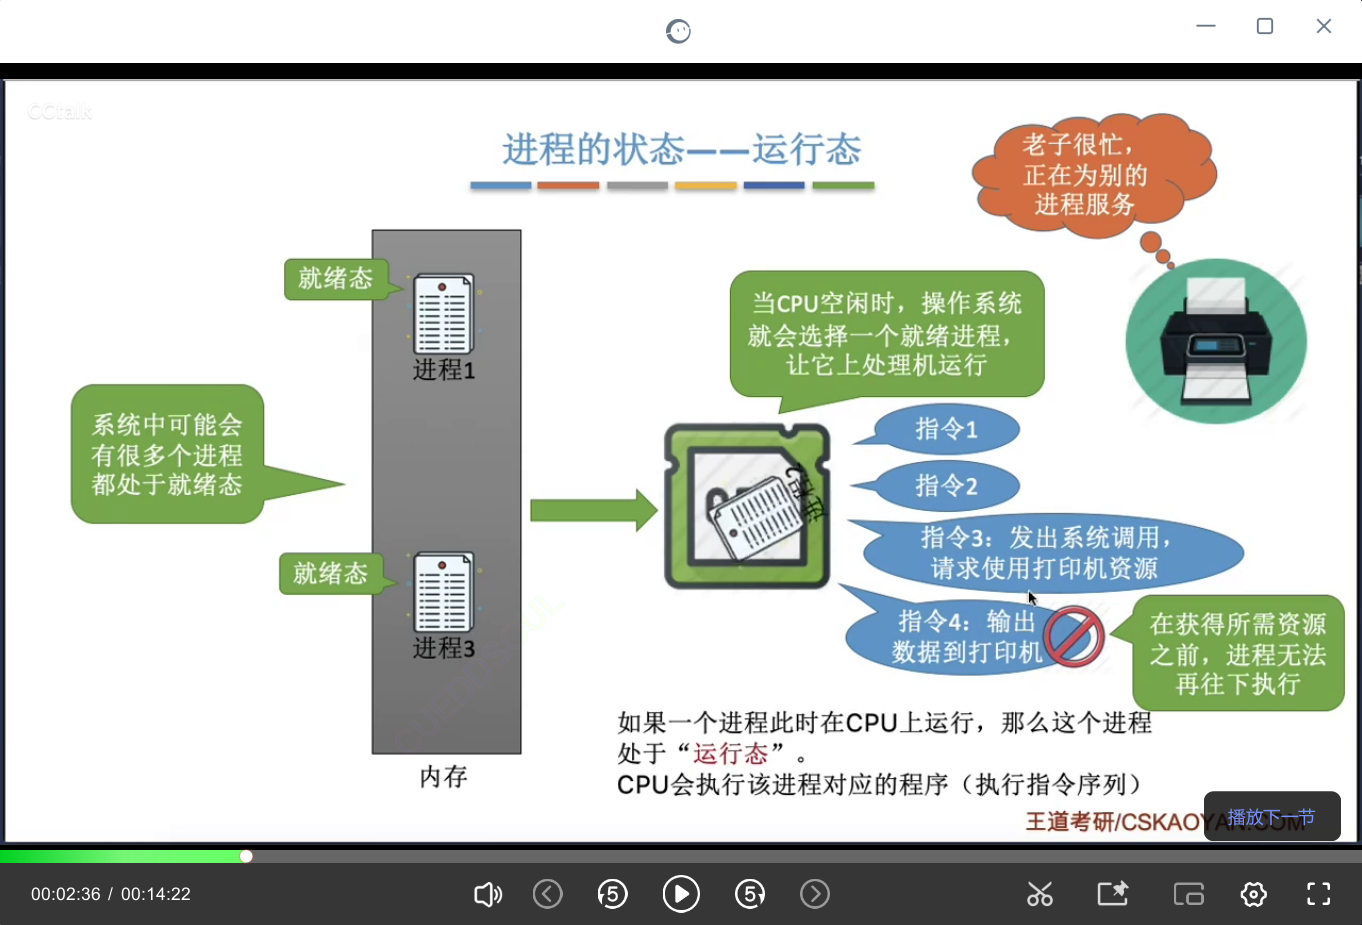 CCtalk
进程的状态——运行态
老子很忙，
正在为别的
进程服务
就绪态
进程1
当CPU空闲时，操作系统
就会选择一个就绪进程，
让它上处理机运行
系统中可能会
有很多个进程
都处于就绪态
指令1
指令2
指令3：发出系统调用，
请求使用打印机资源
就绪态
进程3
进程2
指令4：输出
数据到打印机
在获得所需资源
之前，进程无法
再往下执行
内存
如果一个进程此时在CPU上运行，那么这个进程
处于“运行态”。
CPU会执行该进程对应的程序（执行指令序列）
王道考研/CSKAOYAN.COM
播放下一节
00:02:36 / 00:14:22
5
5